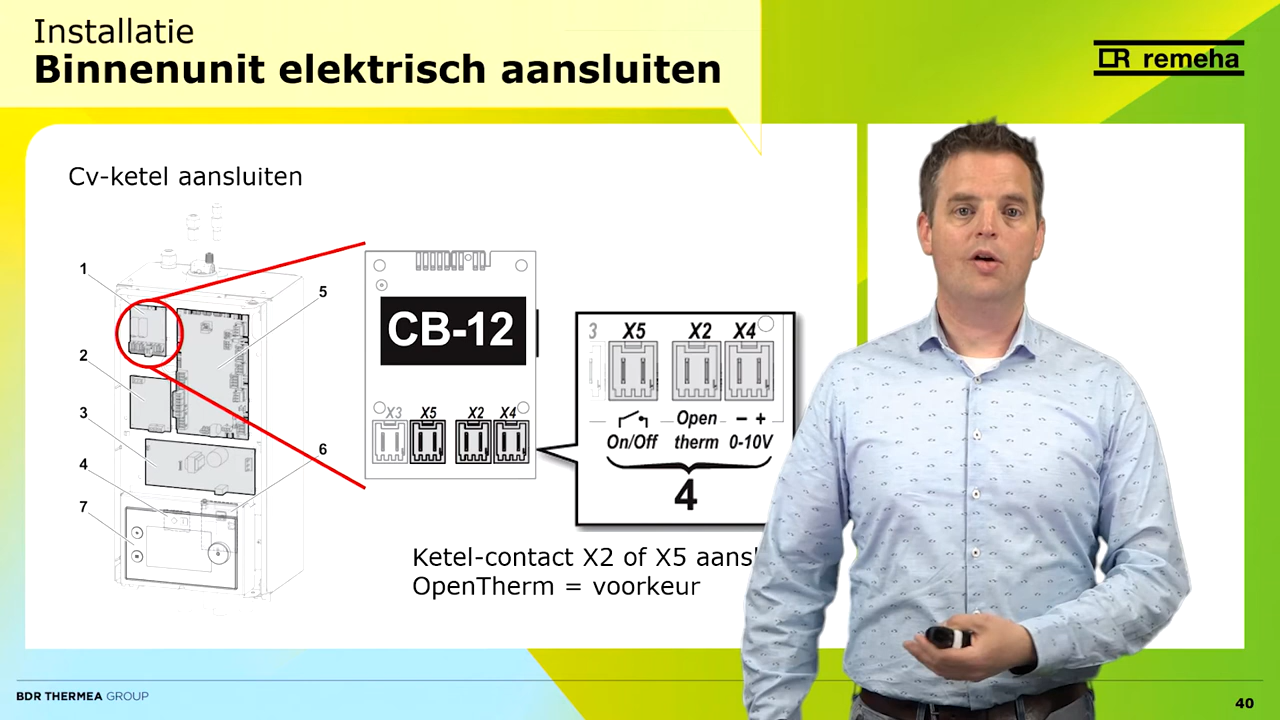 Installatie
Binnenunit elektrisch aansluiten
remeha
Cv-ketel aansluiten
1
2
3
4
7
5
6
CB-12
X3 X5 X2 X4
3 X5 X2 X4
On/Off
Open therm
- +
0-10V
4
Ketel-contact X2 of X5
OpenTherm = voorkeur
BDR THERMEA GROUP
40